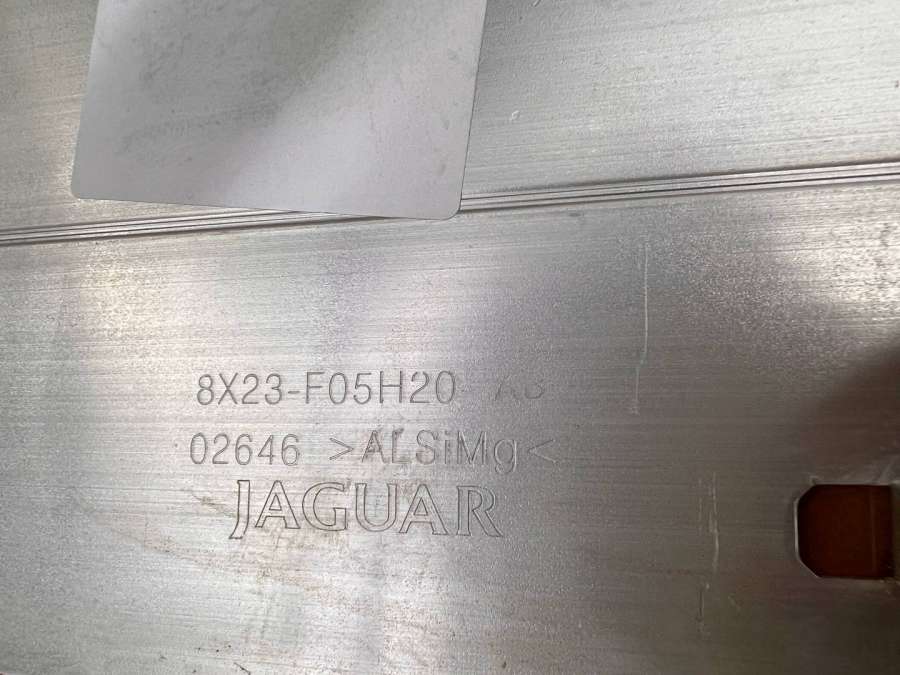 8X23-F05H20-
02646 >ALSiMg<
JAGUAR